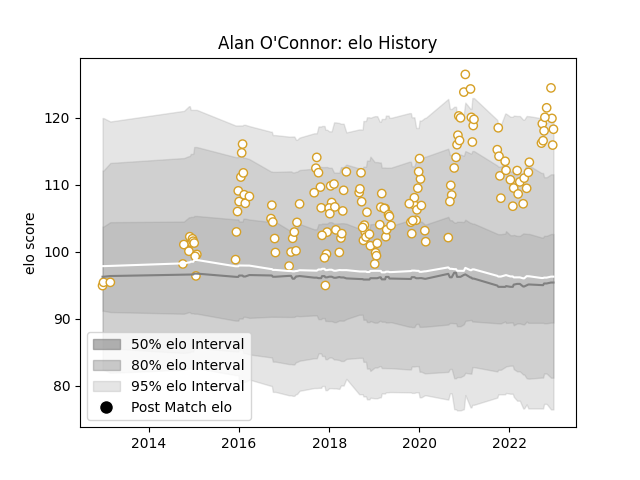 Alan O'Connor: elo History
elo score
120
110
100
90
80
50% elo Interval
80% elo Interval
95% elo Interval
Post Match elo
2014 2016 2018 2020 2022